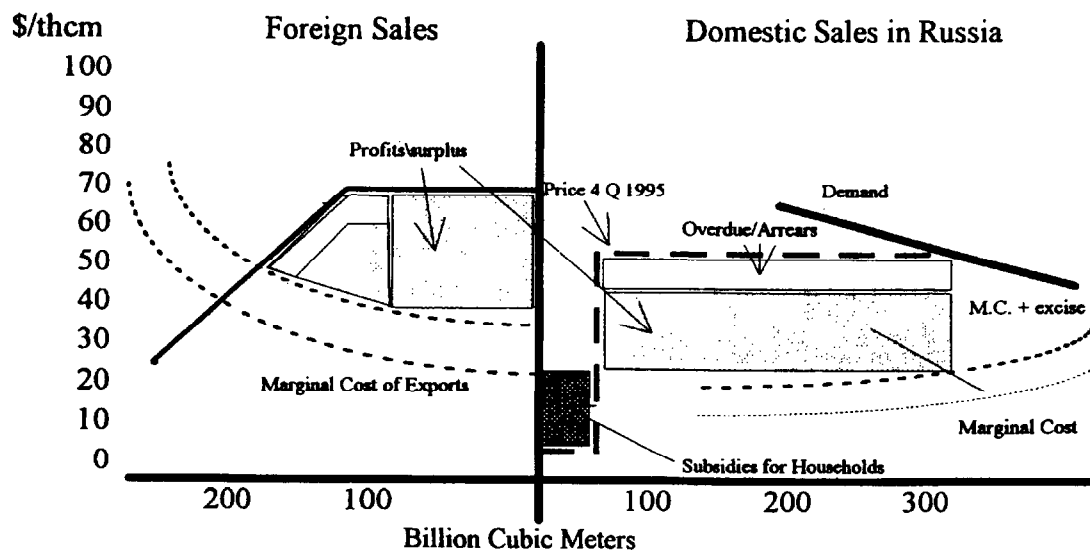 $/thcm
Foreign Sales
Domestic Sales in Russia
100
90
80
70
60
50
40
30
20
10
0
Profits\surplus
Price 4 Q 1995
Demand
Overdue/Arrears
M.C. + excise
Marginal Cost of Exports
Marginal Cost
Subsidies for Households
200
100
100
200
300
Billion Cubic Meters